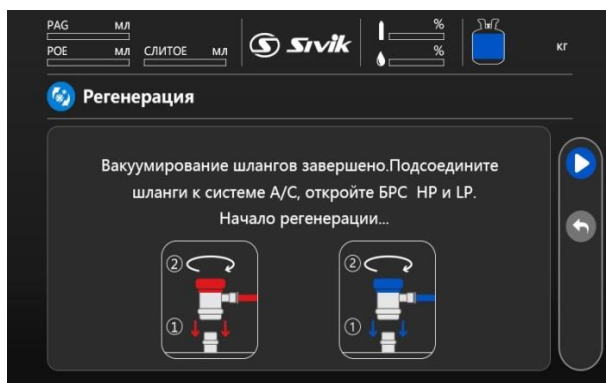 PAG мл
POE мл СЛИТОЕ мл
Sivik
%
%
кг
Регенерация
Вакуумирование шлангов завершено.Подсоедините
шланги к системе A/C, откройте БРС HP и LP.
Начало регенерации...
2
1
2
1